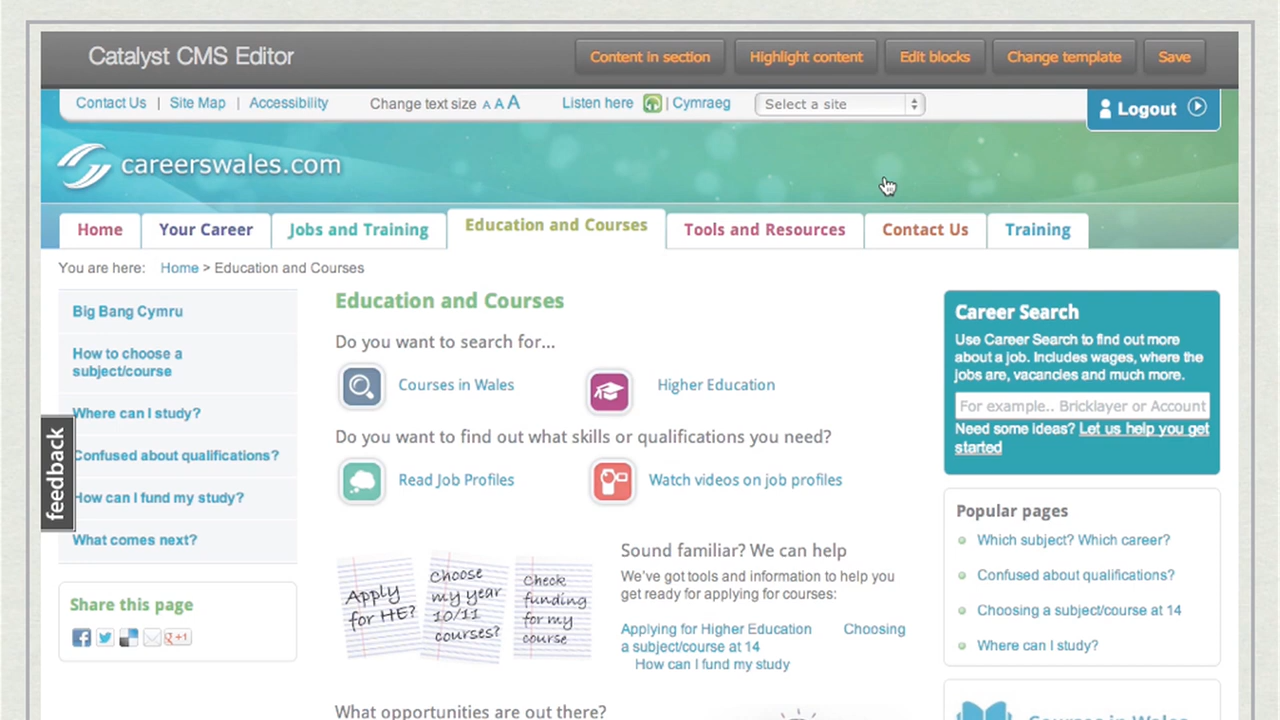 Catalyst CMS Editor
Content in section
Highlight content
Edit blocks
Change template
Save
Contact Us | Site Map | Accessibility
Change text size A A A
Listen here | Cymraeg
Select a site
Logout
careerswales.com
Home
Your Career
Jobs and Training
Education and Courses
Tools and Resources
Contact Us
Training
You are here: Home > Education and Courses
Big Bang Cymru
How to choose a
subject/course
Where can I study?
Confused about qualifications?
How can I fund my study?
What comes next?
feedback
Share this page
g+1
Education and Courses
Do you want to search for...
Courses in Wales
Higher Education
Do you want to find out what skills or qualifications you need?
Read Job Profiles
Watch videos on job profiles
Apply
for HE?
Choose
my year
10/11
courses?
Check
funding
for my
course
Sound familiar? We can help
We've got tools and information to help you
get ready for applying for courses:
Applying for Higher Education Choosing
a subject/course at 14
How can I fund my study
What opportunities are out there?
Career Search
Use Career Search to find out more
about a job. Includes wages, where the
jobs are, vacancies and much more.
For example.. Bricklayer or Account
Need some ideas? Let us help you get
started
Popular pages
Which subject? Which career?
Confused about qualifications?
Choosing a subject/course at 14
Where can I study?
Courses in Wales